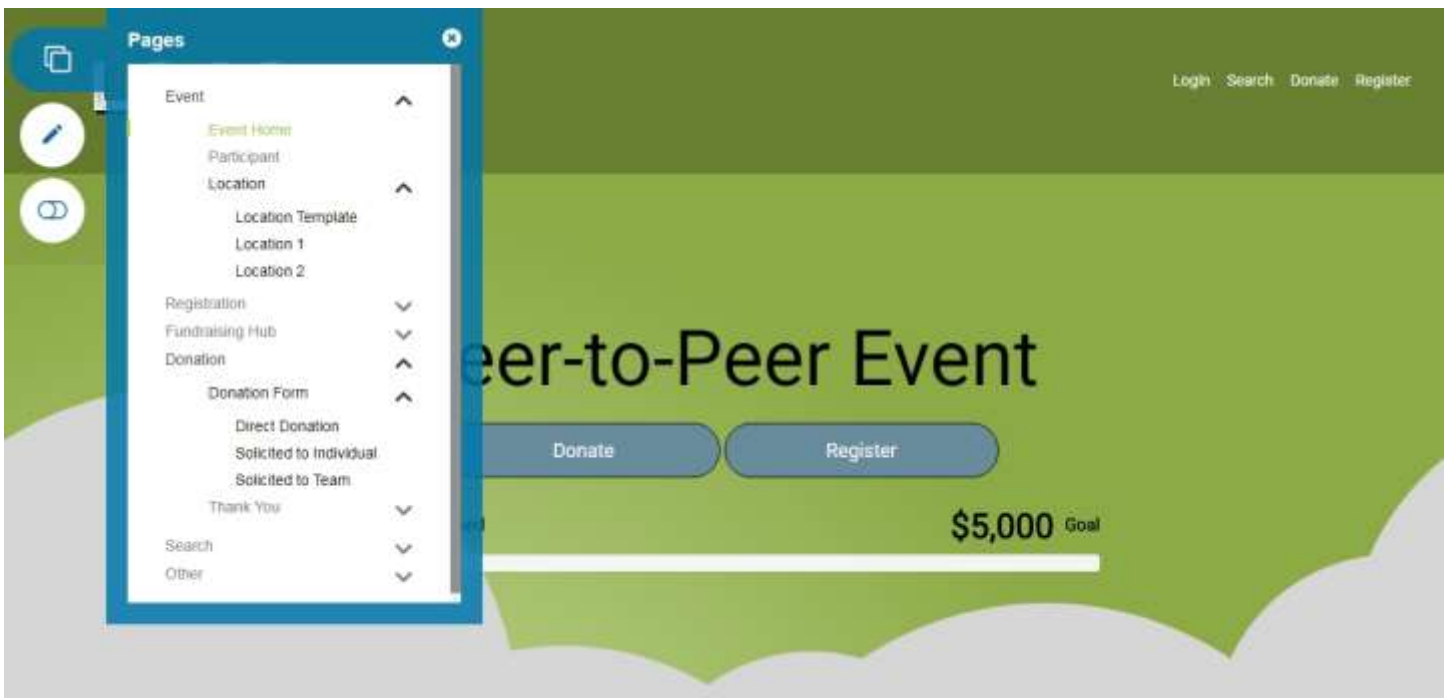 Pages
Event
Event Home
Participant
Location
Location Template
Location 1
Location 2
Registration
Fundraising Hub
Donation
Donation Form
Direct Donation
Solicited to Individual
Solicited to Team
Thank You
Search
Other
Login Search Donate Register
eer-to-Peer Event
Donate Register
$5,000 Goal